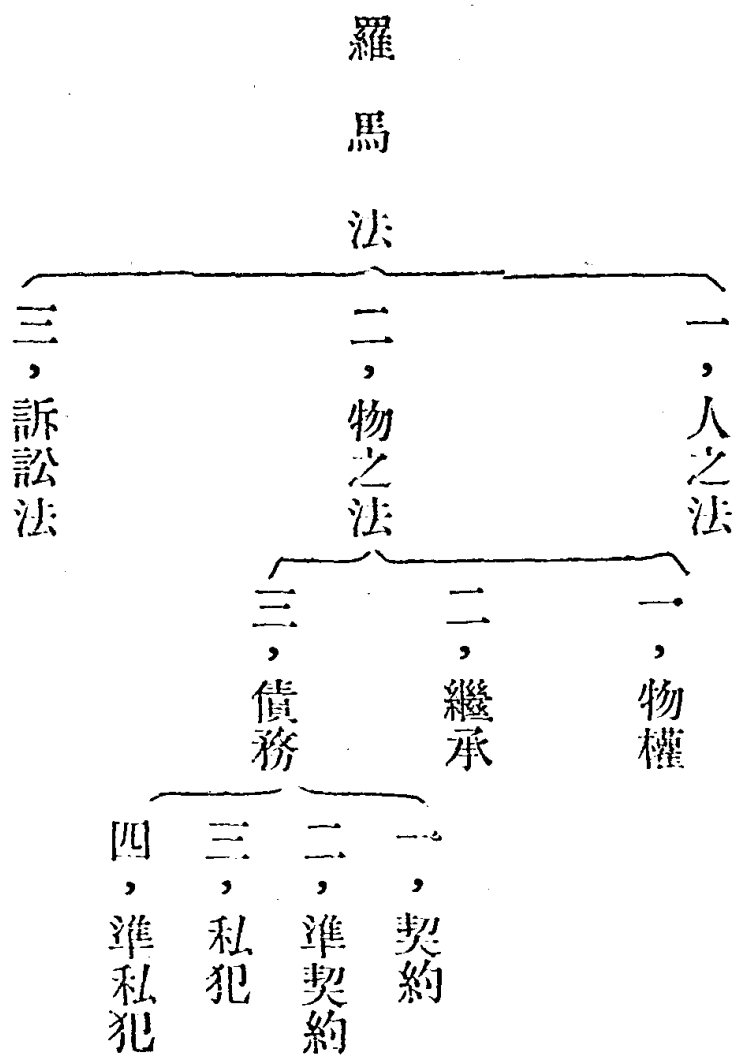 羅馬法
一，人之法
二，物之法
三，訴訟法
一，物權
二，繼承
三，債務
一，契約
二，準契約
三，私犯
四，準私犯